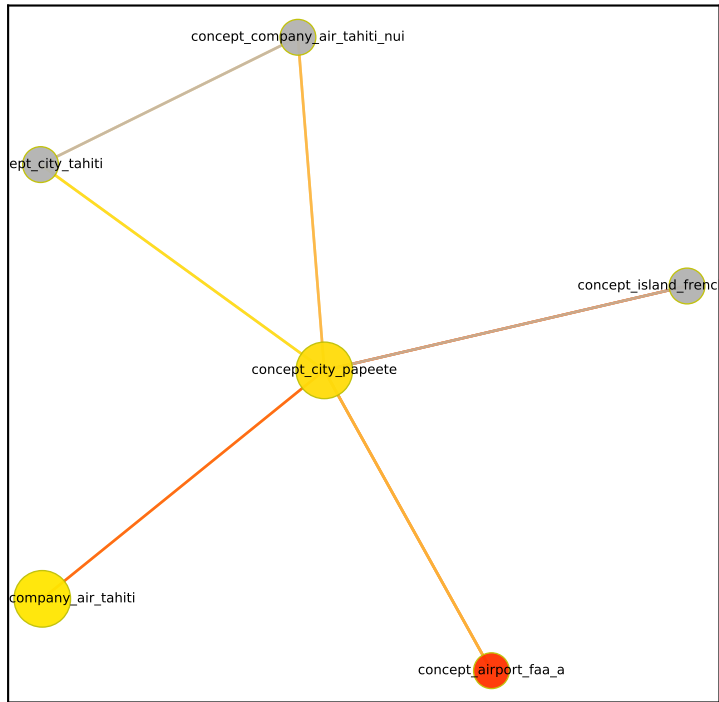 concept_company_air_tahiti_nui
ept_city_tahiti
concept_island_frenc
concept_city_papeete
company_air_tahiti
concept_airport_faa_a